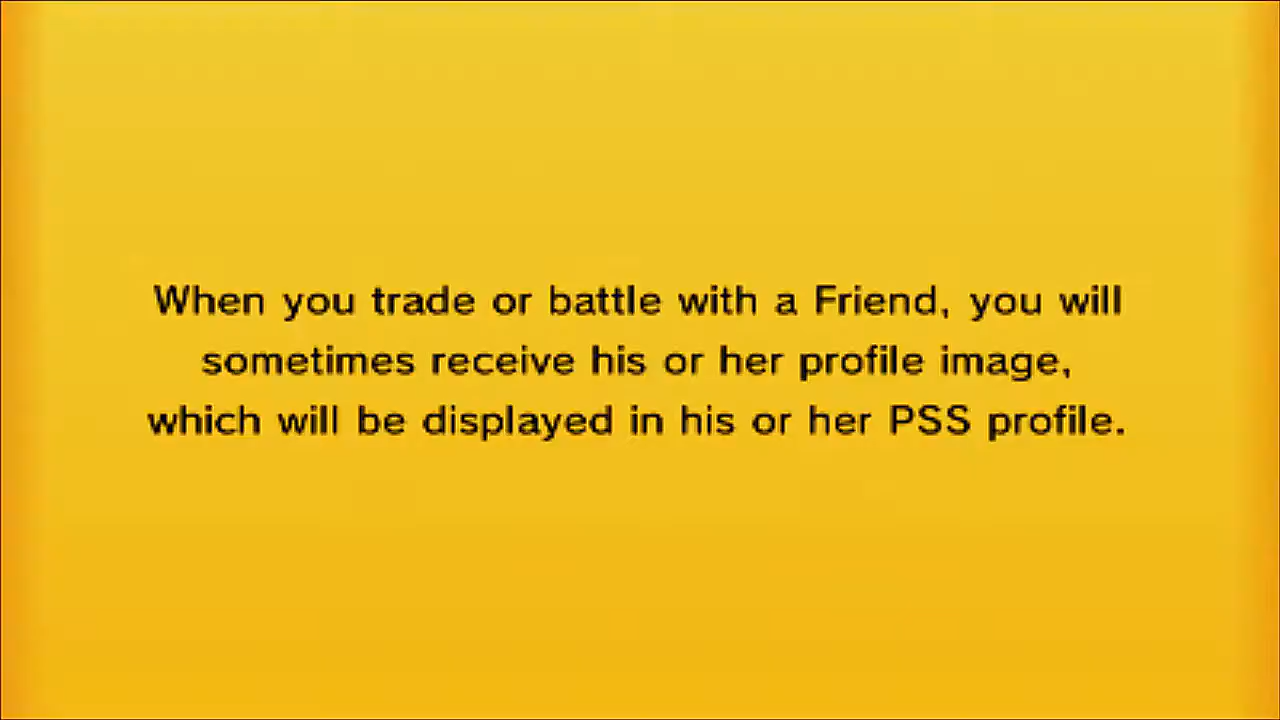 When you trade or battle with a Friend, you will
sometimes receive his or her profile image,
which will be displayed in his or her PSS profile.